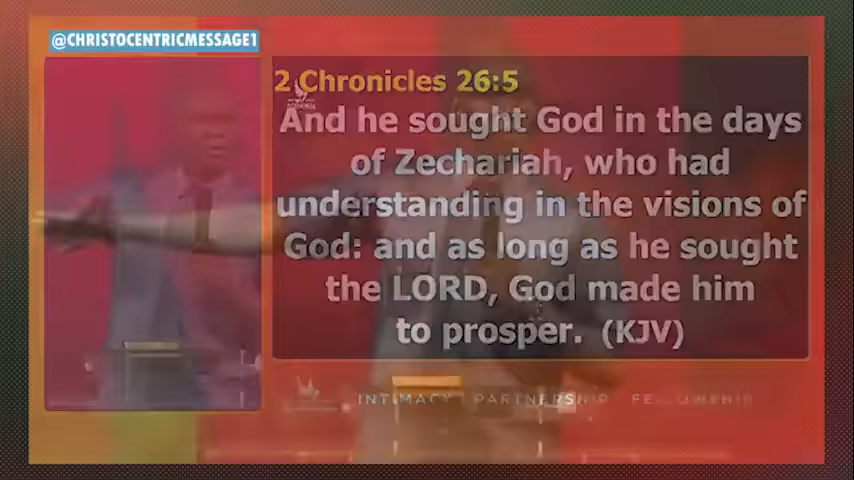 @CHRISTOCENTRICMESSAGE1
2 Chronicles 26:5
And he sought God in the days
of Zechariah, who had
understanding in the visions of
God: and as long as he sought
the LORD, God made him
to prosper. (KJV)
INTIMACY PARTNERSHIP FELLOWSHIP